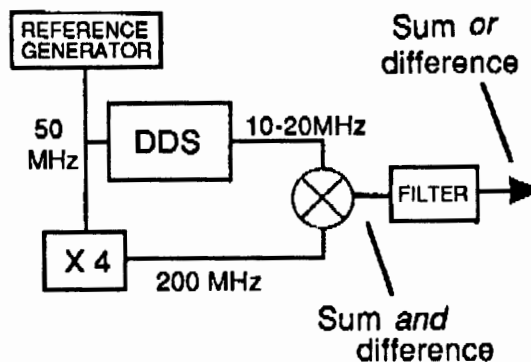 REFERENCE
GENERATOR
Sum or
difference
50
MHz
DDS
10-20MHz
FILTER
X 4
200 MHz
Sum and
difference